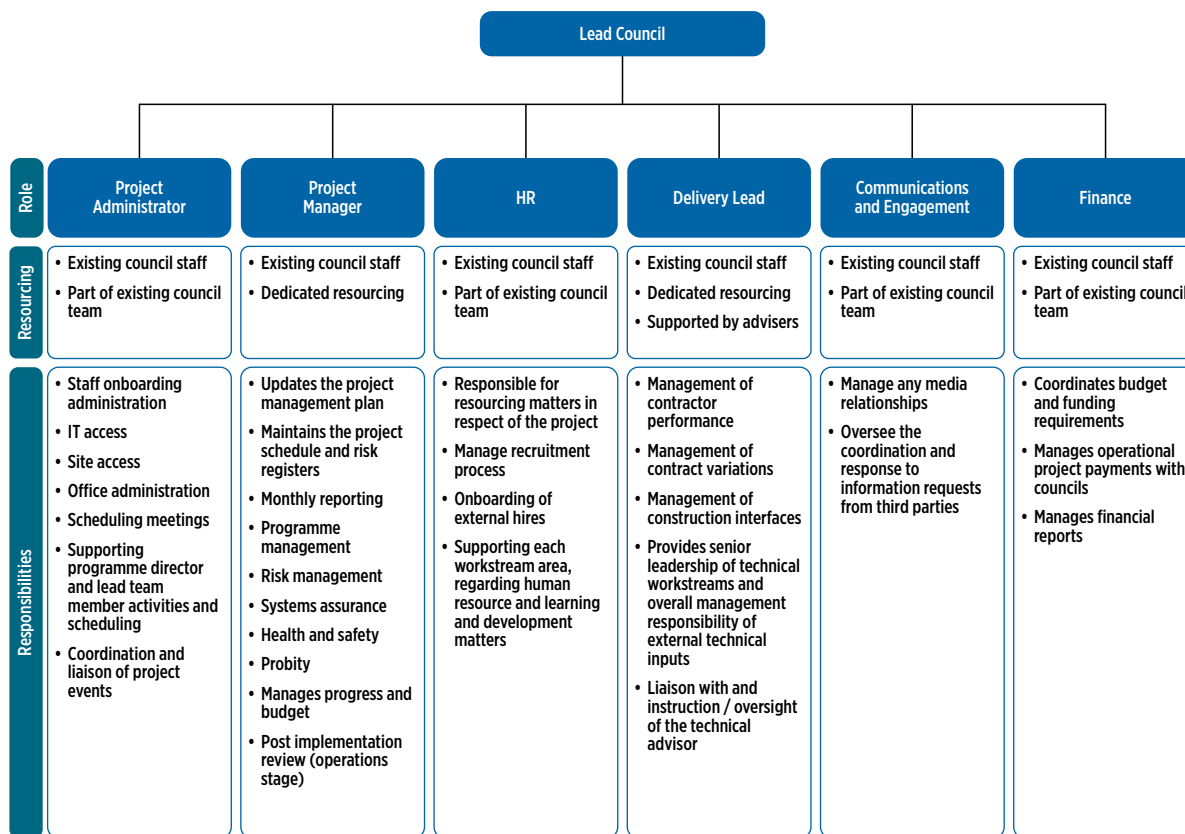 Lead Council
Role
Project
Administrator
Project
Manager
HR
Delivery Lead
Communications
and Engagement
Finance
Resourcing
• Existing council staff
• Part of existing council
team
• Existing council staff
• Dedicated resourcing
• Existing council staff
• Part of existing council
team
• Existing council staff
• Dedicated resourcing
• Supported by advisers
• Existing council staff
• Part of existing council
team
• Existing council staff
• Part of existing council
team
Responsibilities
• Staff onboarding
administration
• IT access
• Site access
• Office administration
• Scheduling meetings
• Supporting
programme director
and lead team
member activities and
scheduling
• Coordination and
liaison of project
events
• Updates the project
management plan
• Maintains the project
schedule and risk
registers
• Monthly reporting
• Programme
management
• Risk management
• Systems assurance
• Health and safety
• Probity
• Manages progress and
budget
• Post implementation
review (operations
stage)
• Responsible for
resourcing matters in
respect of the project
• Manage recruitment
process
• Onboarding of
external hires
• Supporting each
workstream area,
regarding human
resource and learning
and development
matters
• Management of
contractor
performance
• Management of
contract variations
• Management of
construction interfaces
• Provides senior
leadership of technical
workstreams and
overall management
responsibility of
external technical
inputs
• Liaison with and
instruction / oversight
of the technical
advisor
• Manage any media
relationships
• Oversee the
coordination and
response to
information requests
from third parties
• Coordinates budget
and funding
requirements
• Manages operational
project payments with
councils
• Manages financial
reports